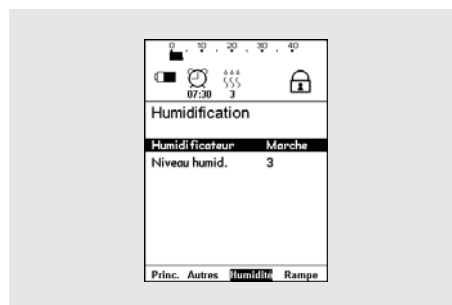 0 . 10 . 20 . 30 . 40
07:30 3
Humidification
Humidificateur Marche
Niveau humid. 3
Princ. Autres Humidité Rampe